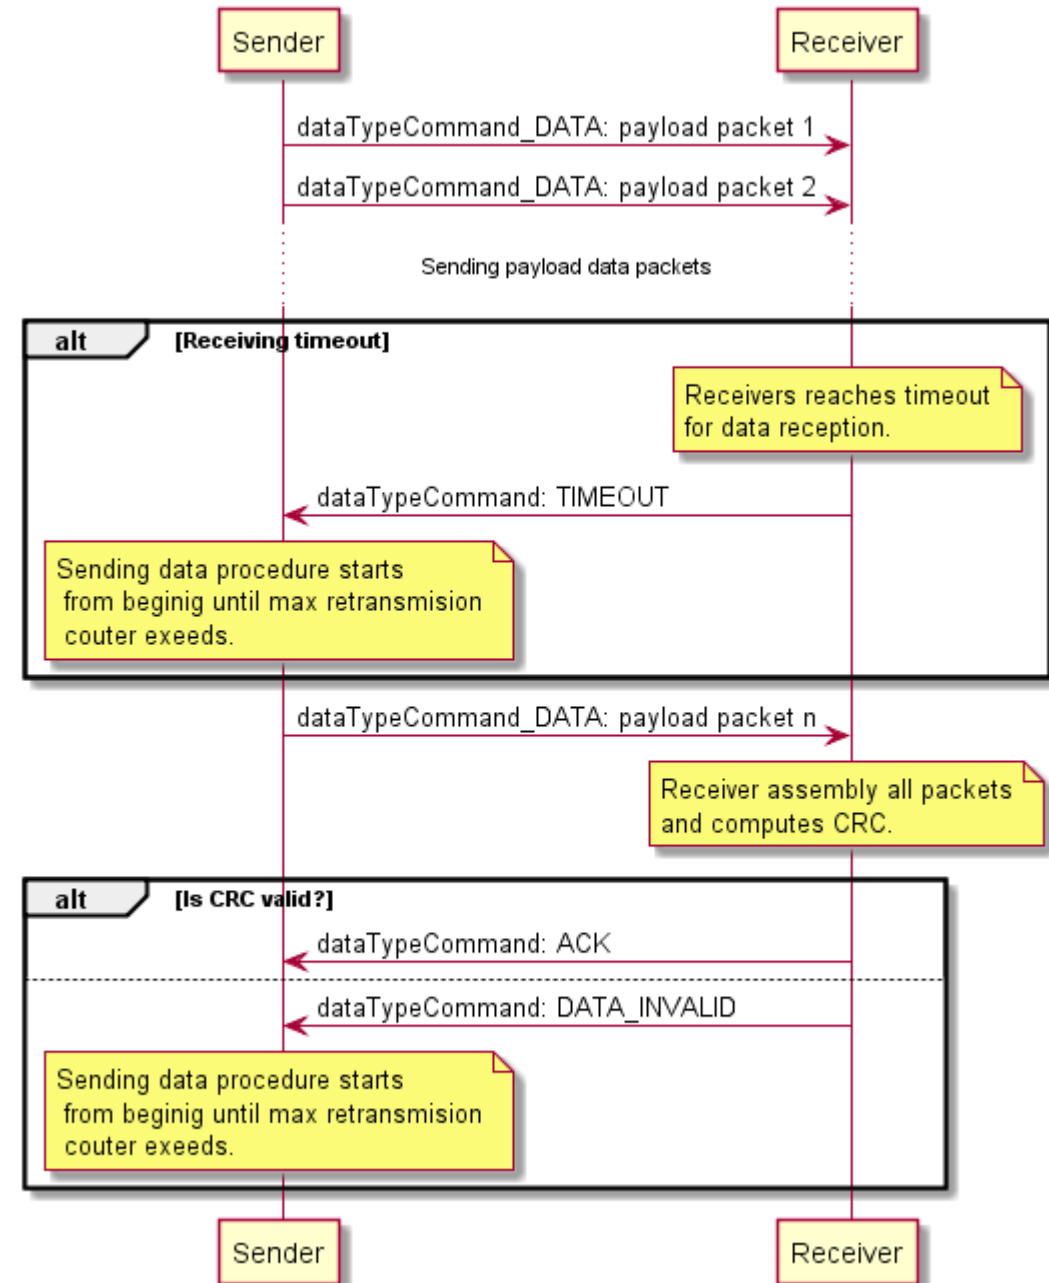 Sender
Receiver
dataTypeCommand_DATA: payload packet 1
dataTypeCommand_DATA: payload packet 2
Sending payload data packets
alt
[Receiving timeout]
Receivers reaches timeout
for data reception.
dataTypeCommand: TIMEOUT
Sending data procedure starts
from beginig until max retransmision
couter exeeds.
dataTypeCommand_DATA: payload packet n
Receiver assembly all packets
and computes CRC.
alt
[Is CRC valid?]
dataTypeCommand: ACK
dataTypeCommand: DATA_INVALID
Sending data procedure starts
from beginig until max retransmision
couter exeeds.
Sender
Receiver